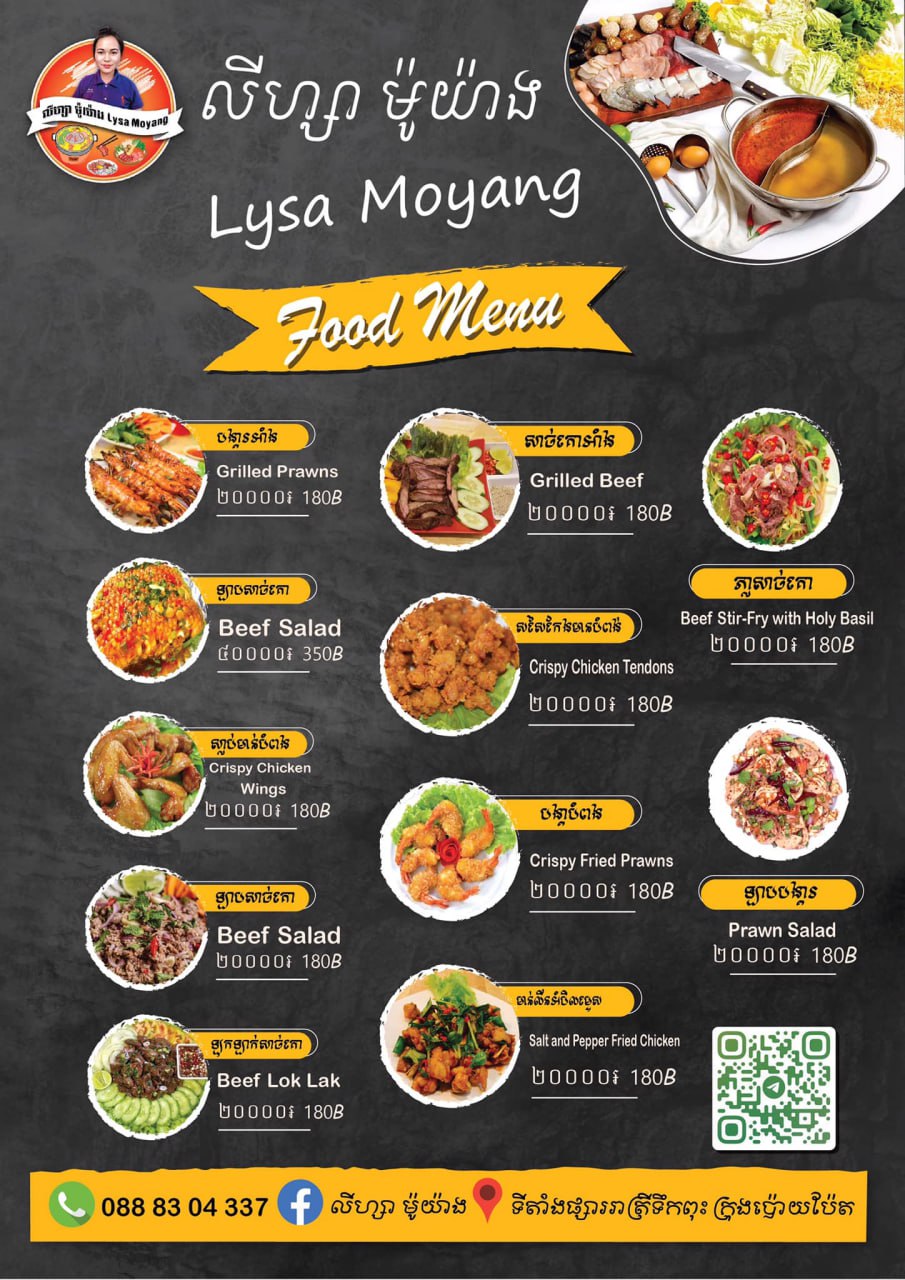 លីហ្សា ម៉ូយ៉ាង Lysa Moyang
លីហ្សា ម៉ូយ៉ាង
Lysa Moyang
Food Menu
បង្គារអាំង
Grilled Prawns
២០០០០៛ 180B
ឡាបសាច់គោ
Beef Salad
៤០០០០៛ 350B
ស្លាបមាន់បំពង
Crispy Chicken
Wings
២០០០០៛ 180B
ឡាបសាច់គោ
Beef Salad
២០០០០៛ 180B
ឡុកឡាក់សាច់គោ
Beef Lok Lak
២០០០០៛ 180B
សាច់គោអាំង
Grilled Beef
២០០០០៛ 180B
សសៃកែងមាន់បំពង់
Crispy Chicken Tendons
២០០០០៛ 180B
បង្គាបំពង
Crispy Fried Prawns
២០០០០៛ 180B
មាន់លីងអំបិលម្ទេស
Salt and Pepper Fried Chicken
២០០០០៛ 180B
ភ្លាសាច់គោ
Beef Stir-Fry with Holy Basil
២០០០០៛ 180B
ឡាបបង្គារ
Prawn Salad
២០០០០៛ 180B
088 83 04 337 លីហ្សា ម៉ូយ៉ាង ទីតាំងផ្សាររាត្រីទឹកពុះ ក្រុងប៉ោយប៉ែត